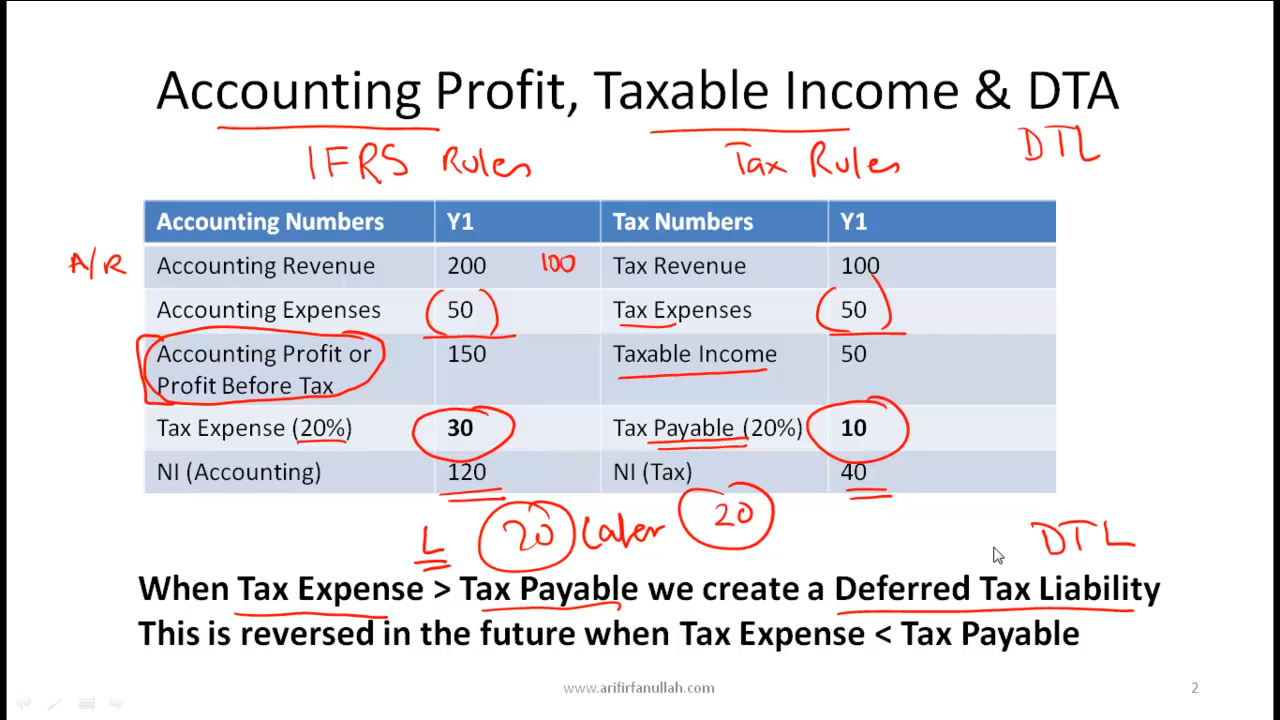 Accounting Profit, Taxable Income & DTA
IFRS Rules Tax Rules DTL
Accounting Numbers Y1 Tax Numbers Y1
A/R Accounting Revenue 200 100 Tax Revenue 100
Accounting Expenses 50 Tax Expenses 50
Accounting Profit or
Profit Before Tax 150 Taxable Income 50
Tax Expense (20%) 30 Tax Payable (20%) 10
NI (Accounting) 120 NI (Tax) 40
L 20 Later 20 DTL
When Tax Expense > Tax Payable we create a Deferred Tax Liability
This is reversed in the future when Tax Expense < Tax Payable
www.arifirfanullah.com 2